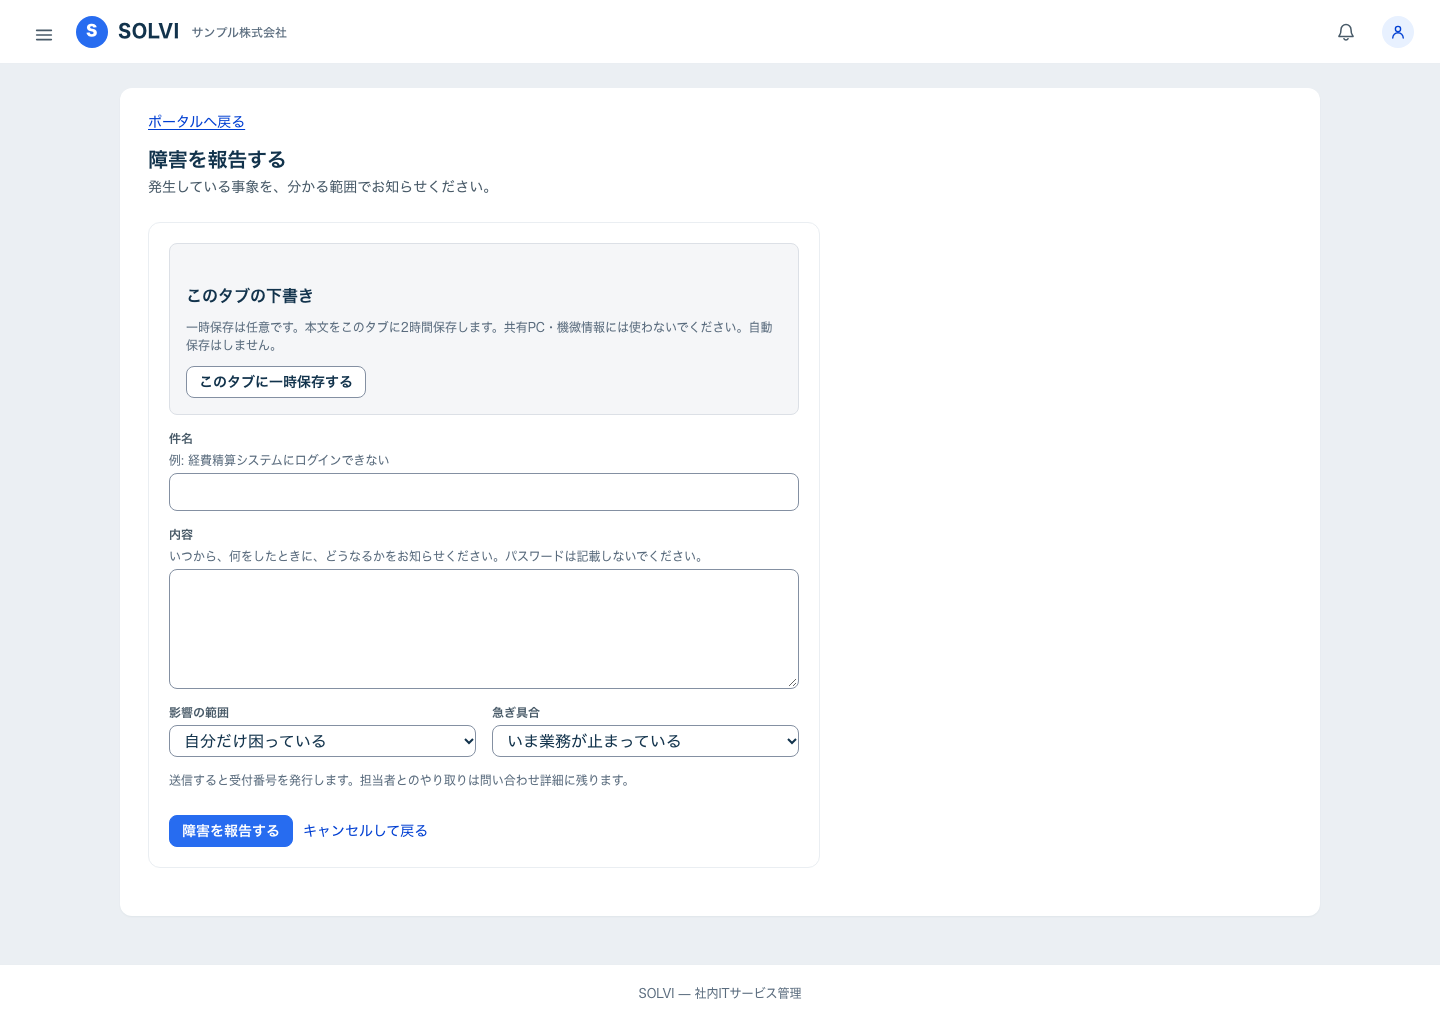 S SOLVI サンプル株式会社
ポータルへ戻る
障害を報告する
発生している事象を、分かる範囲でお知らせください。
このタブの下書き
一時保存は任意です。本文をこのタブに2時間保存します。共有PC・機微情報には使わないでください。自動
保存はしません。
このタブに一時保存する
件名
例: 経費精算システムにログインできない
内容
いつから、何をしたときに、どうなるかをお知らせください。パスワードは記載しないでください。
影響の範囲 急ぎ具合
自分だけ困っている いま業務が止まっている
送信すると受付番号を発行します。担当者とのやり取りは問い合わせ詳細に残ります。
障害を報告する キャンセルして戻る
SOLVI — 社内ITサービス管理